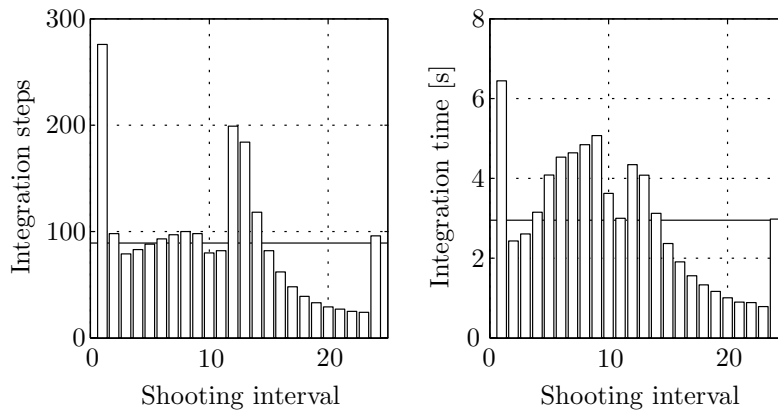 Integration steps
300
200
100
0
0 10 20
Shooting interval
Integration time [s]
8
6
4
2
0
0 10 20
Shooting interval